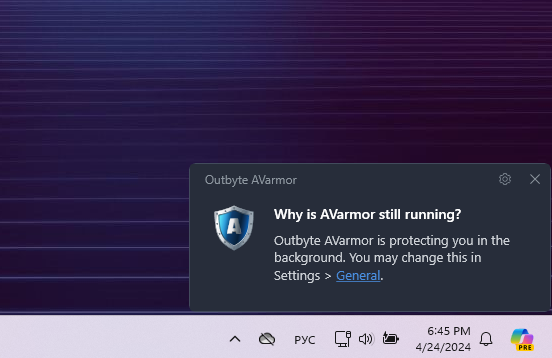 Outbyte AVarmor
A
Why is AVarmor still running?
Outbyte AVarmor is protecting you in the
background. You may change this in
Settings > General.
РУС
6:45 PM
4/24/2024
PRE